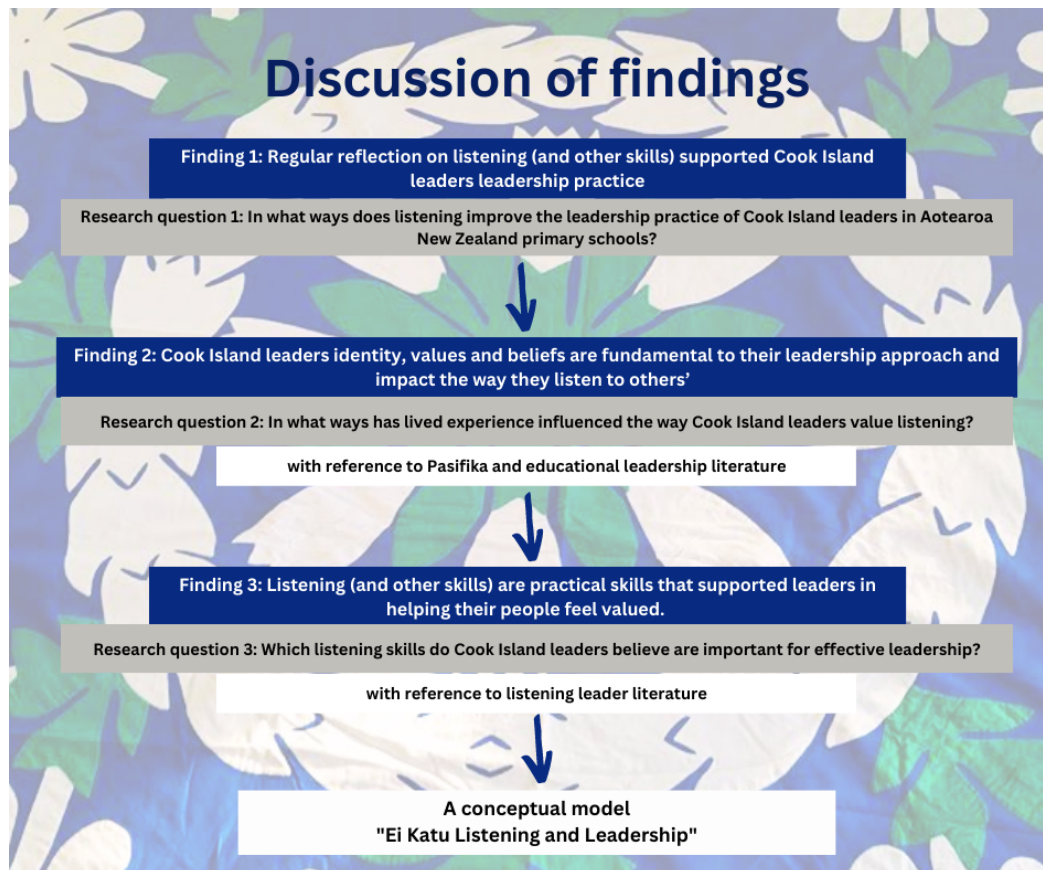 Discussion of findings
Finding 1: Regular reflection on listening (and other skills) supported Cook Island
leaders leadership practice
Research question 1: In what ways does listening improve the leadership practice of Cook Island leaders in Aotearoa
New Zealand primary schools?
Finding 2: Cook Island leaders identity, values and beliefs are fundamental to their leadership approach and
impact the way they listen to others’
Research question 2: In what ways has lived experience influenced the way Cook Island leaders value listening?
with reference to Pasifika and educational leadership literature
Finding 3: Listening (and other skills) are practical skills that supported leaders in
helping their people feel valued.
Research question 3: Which listening skills do Cook Island leaders believe are important for effective leadership?
with reference to listening leader literature
A conceptual model
"Ei Katu Listening and Leadership"